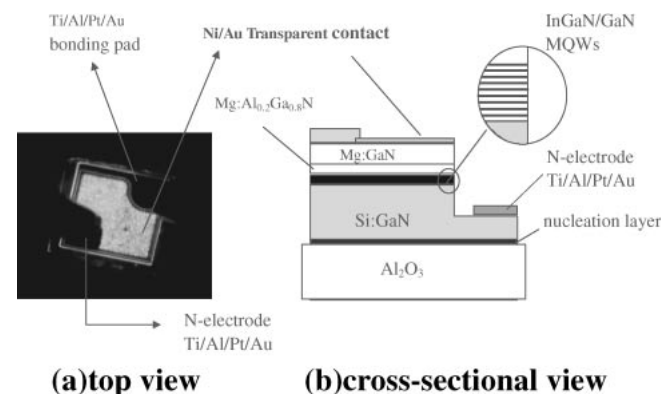 Ti/Al/Pt/Au
bonding pad
Ni/Au Transparent contact
InGaN/GaN
MQWs
Mg:Al₀.₂Ga₀.₈N
Mg:GaN
N-electrode
Ti/Al/Pt/Au
Si:GaN
nucleation layer
Al₂O₃
N-electrode
Ti/Al/Pt/Au
(a)top view
(b)cross-sectional view